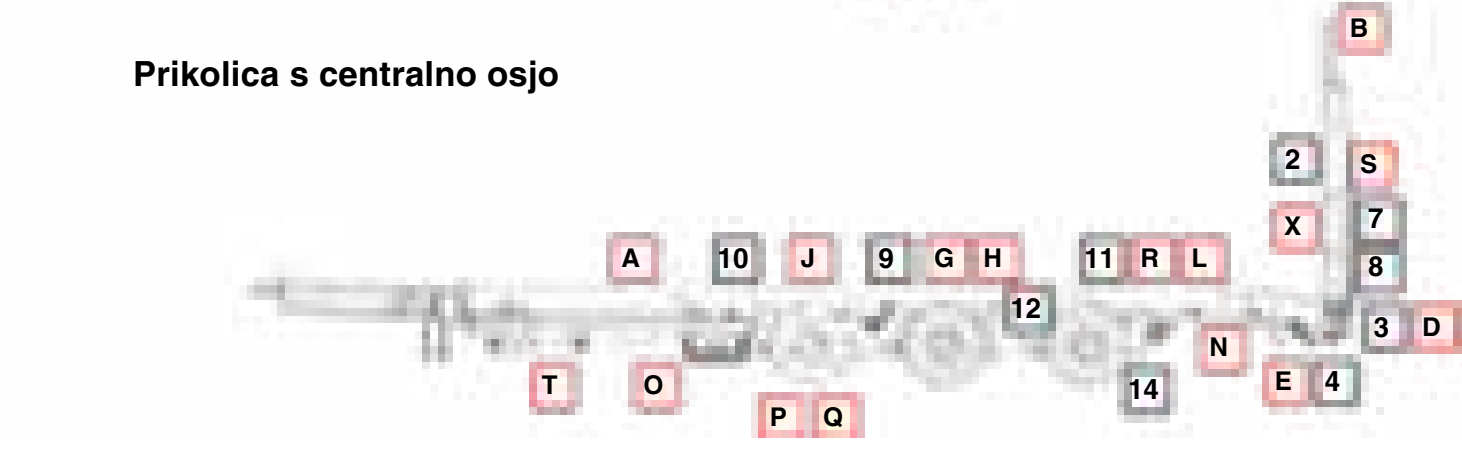 B
Prikolica s centralno osjo
2 S
X 7
A 10 J 9 G H 11 R L 8
12
3 D
N
T O 14 E 4
P Q